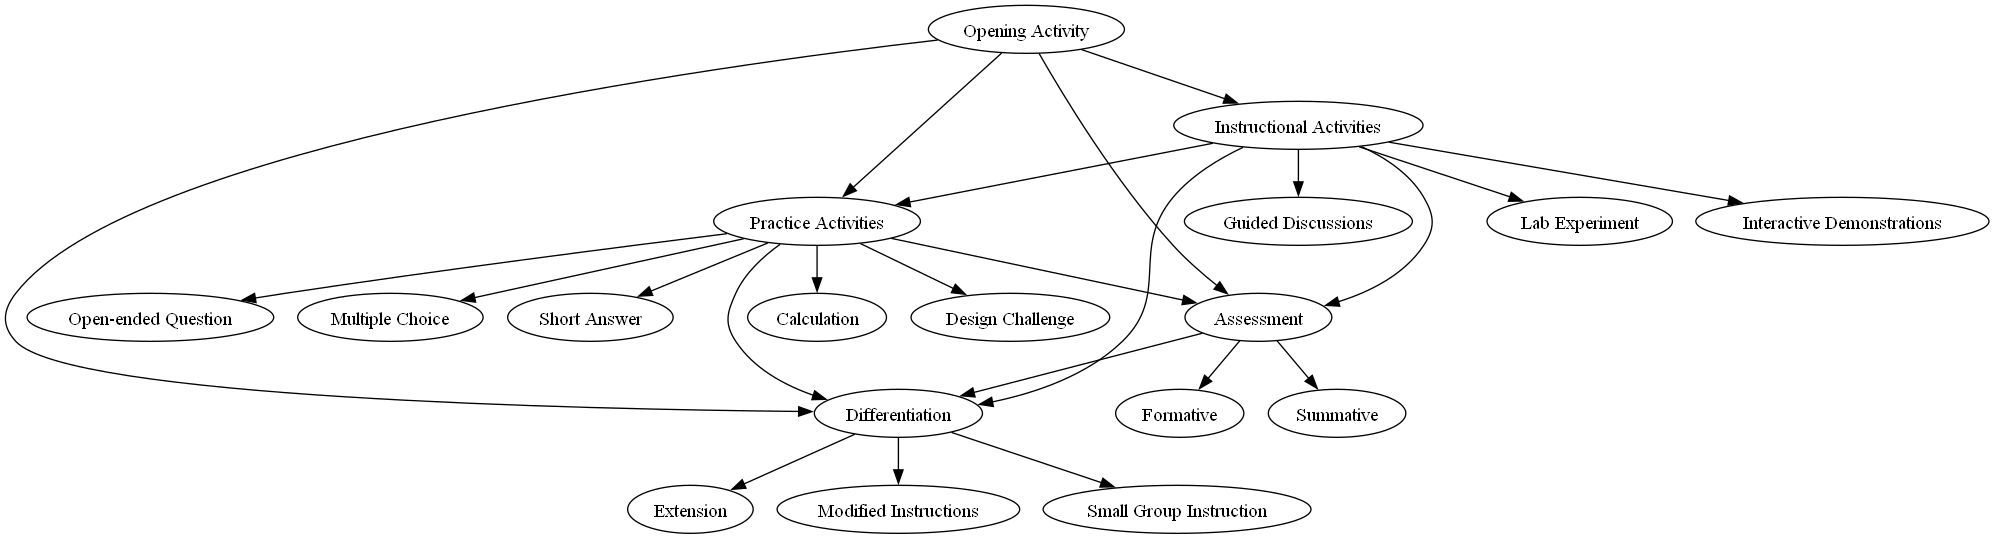 Opening Activity
Instructional Activities
Practice Activities
Guided Discussions
Lab Experiment
Interactive Demonstrations
Open-ended Question
Multiple Choice
Short Answer
Calculation
Design Challenge
Assessment
Differentiation
Formative
Summative
Extension
Modified Instructions
Small Group Instruction